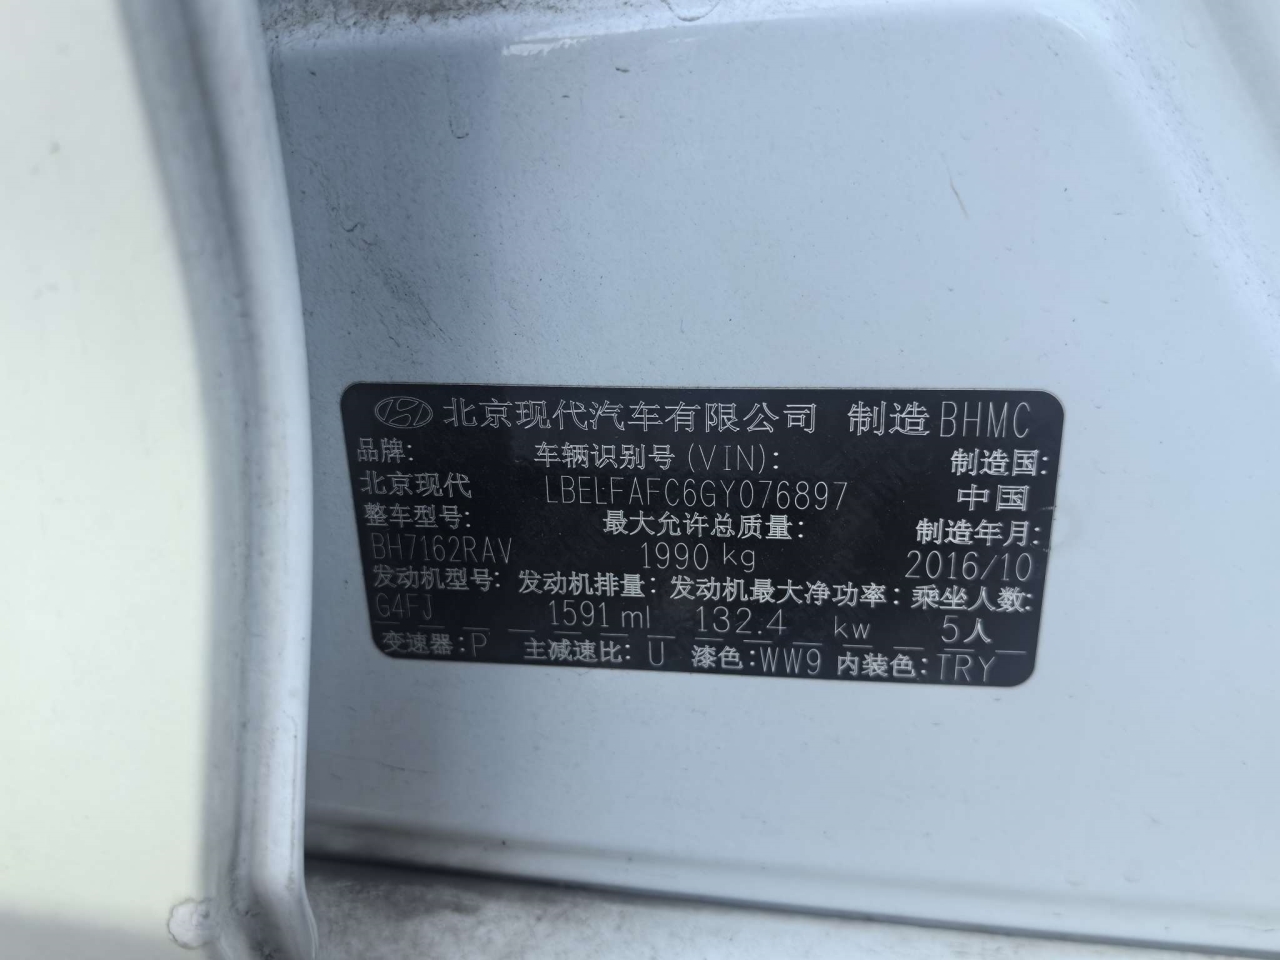 北京现代汽车有限公司 制造 BHMC
品牌: 车辆识别号(VIN): 制造国:
北京现代 LBELFAFC6GY076897 中国
整车型号: 最大允许总质量: 制造年月:
BH7162RAV 1990 kg 2016/10
发动机型号: 发动机排量: 发动机最大净功率: 乘坐人数:
G4FJ 1591 ml 132.4 kw 5人
变速器: P 主减速比: U 漆色: WW9 内装色: TRY